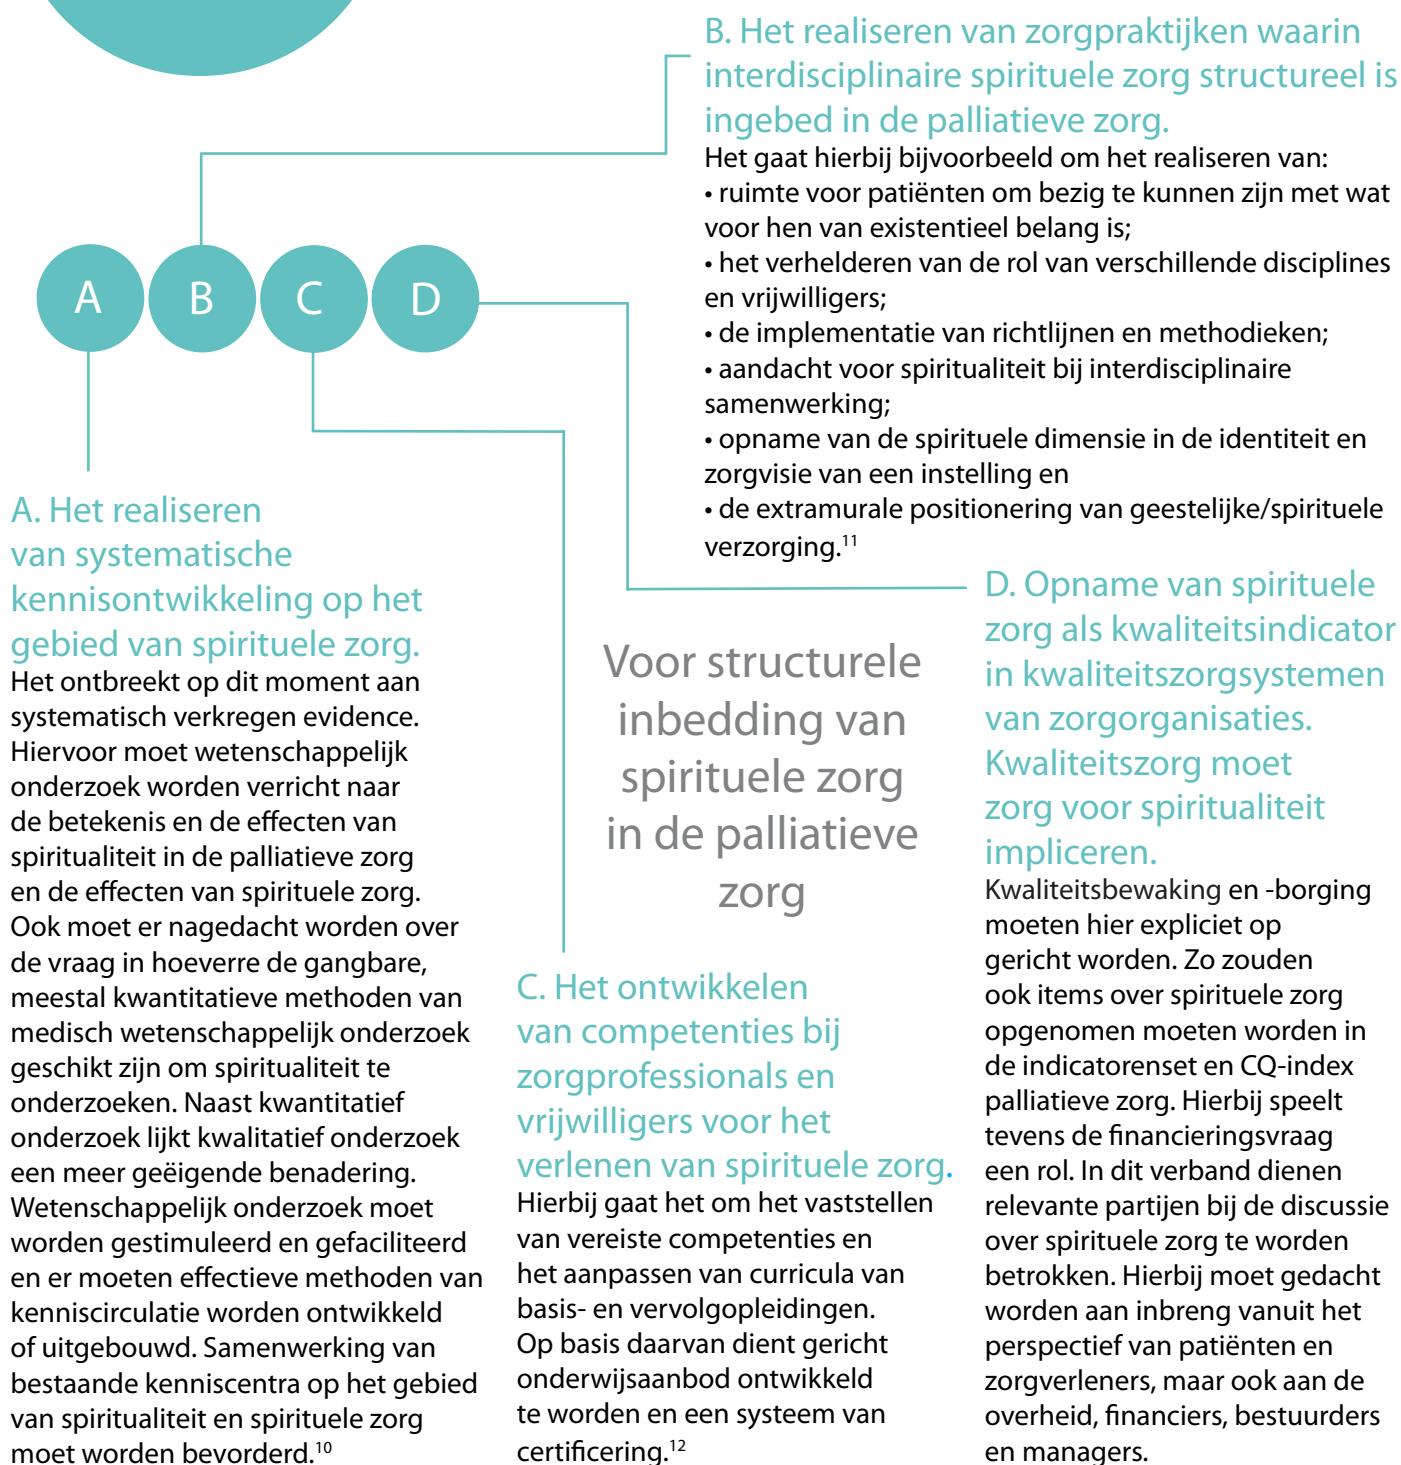 B. Het realiseren van zorgpraktijken waarin
interdisciplinaire spirituele zorg structureel is
ingebed in de palliatieve zorg.
Het gaat hierbij bijvoorbeeld om het realiseren van:
• ruimte voor patiënten om bezig te kunnen zijn met wat
voor hen van existentieel belang is;
• het verhelderen van de rol van verschillende disciplines
en vrijwilligers;
• de implementatie van richtlijnen en methodieken;
• aandacht voor spiritualiteit bij interdisciplinaire
samenwerking;
• opname van de spirituele dimensie in de identiteit en
zorgvisie van een instelling en
• de extramurale positionering van geestelijke/spirituele
verzorging.11
A B C D
A. Het realiseren
van systematische
kennisontwikkeling op het
gebied van spirituele zorg.
Het ontbreekt op dit moment aan
systematisch verkregen evidence.
Hiervoor moet wetenschappelijk
onderzoek worden verricht naar
de betekenis en de effecten van
spiritualiteit in de palliatieve zorg
en de effecten van spirituele zorg.
Ook moet er nagedacht worden over
de vraag in hoeverre de gangbare,
meestal kwantitatieve methoden van
medisch wetenschappelijk onderzoek
geschikt zijn om spiritualiteit te
onderzoeken. Naast kwantitatief
onderzoek lijkt kwalitatief onderzoek
een meer geëigende benadering.
Wetenschappelijk onderzoek moet
worden gestimuleerd en gefaciliteerd
en er moeten effectieve methoden van
kenniscirculatie worden ontwikkeld
of uitgebouwd. Samenwerking van
bestaande kenniscentra op het gebied
van spiritualiteit en spirituele zorg
moet worden bevorderd.10
Voor structurele
inbedding van
spirituele zorg
in de palliatieve
zorg
C. Het ontwikkelen
van competenties bij
zorgprofessionals en
vrijwilligers voor het
verlenen van spirituele zorg.
Hierbij gaat het om het vaststellen
van vereiste competenties en
het aanpassen van curricula van
basis- en vervolgopleidingen.
Op basis daarvan dient gericht
onderwijsaanbod ontwikkeld
te worden en een systeem van
certificering.12
D. Opname van spirituele
zorg als kwaliteitsindicator
in kwaliteitszorgsystemen
van zorgorganisaties.
Kwaliteitszorg moet
zorg voor spiritualiteit
impliceren.
Kwaliteitsbewaking en -borging
moeten hier expliciet op
gericht worden. Zo zouden
ook items over spirituele zorg
opgenomen moeten worden in
de indicatorenset en CQ-index
palliatieve zorg. Hierbij speelt
tevens de financieringsvraag
een rol. In dit verband dienen
relevante partijen bij de discussie
over spirituele zorg te worden
betrokken. Hierbij moet gedacht
worden aan inbreng vanuit het
perspectief van patiënten en
zorgverleners, maar ook aan de
overheid, financiers, bestuurders
en managers.